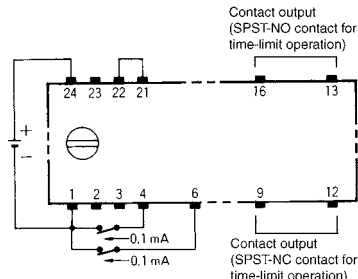 Contact output
(SPST-NO contact for
time-limit operation)
24 23 22 21 16 13
+
−
1 2 3 4 6 9 12
0.1 mA
0.1 mA
Contact output
(SPST-NC contact for
time-limit operation)